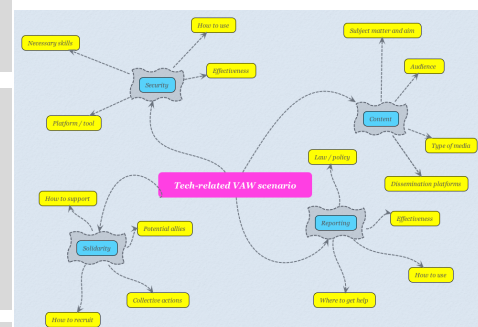 How to use
Necessary skills
Subject matter and aim
Effectiveness
Audience
Security
Content
Platform / tool
Type of media
Law / policy
Tech-related VAW scenario
Dissemination platforms
How to support
Potential allies
Reporting
Effectiveness
Solidarity
How to use
Collective actions
Where to get help
How to recruit